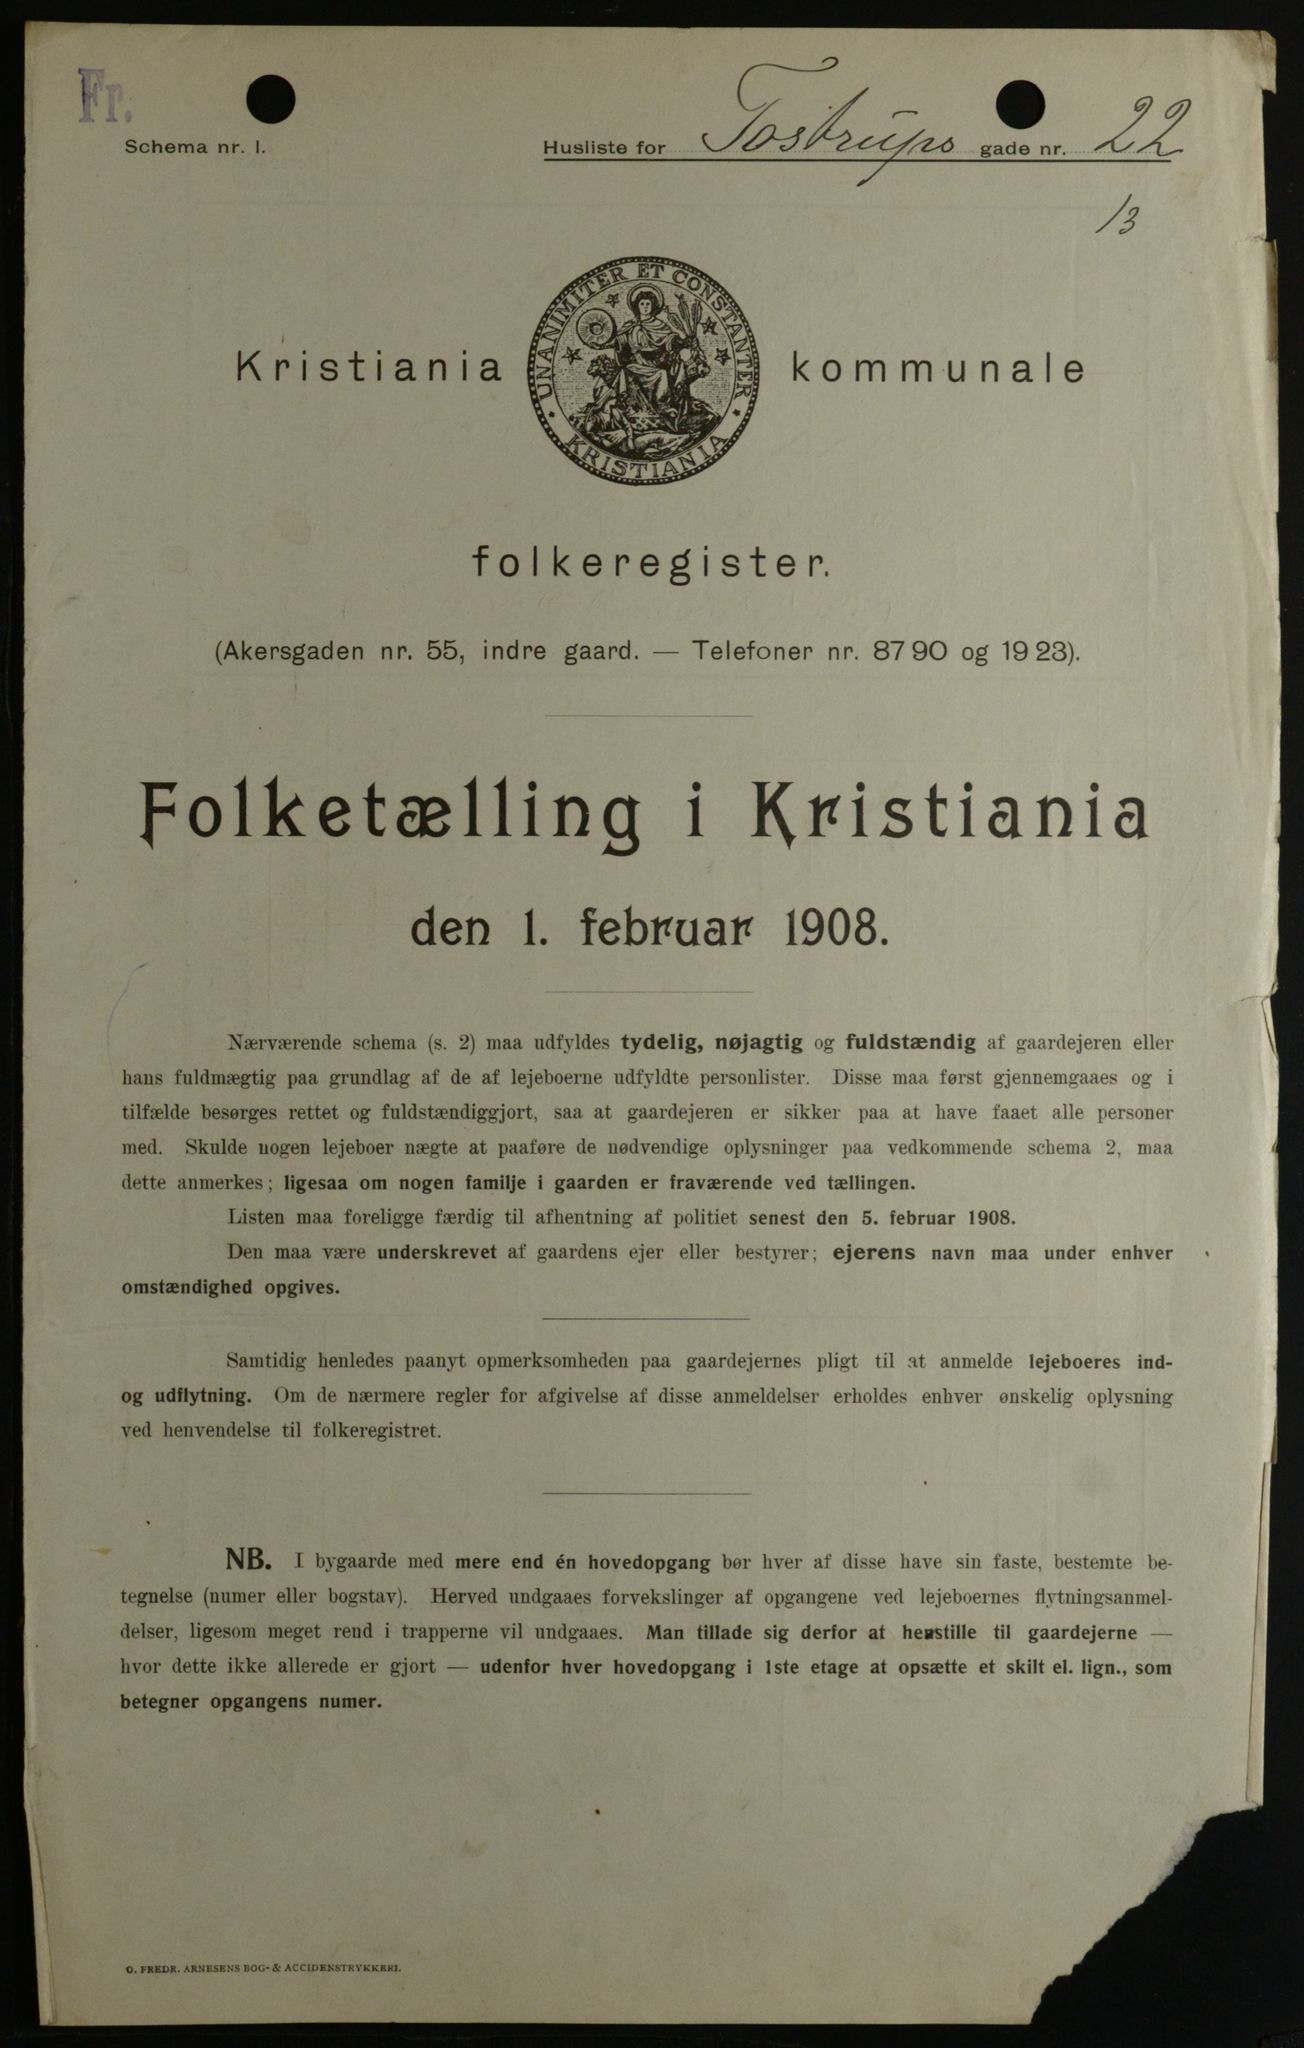 Fr.
Schema nr. 1.
Husliste for Tostrups gade nr. 22
13
UNANIMITER ET CONSTANTER
KRISTIANIA
Kristiania kommunale
folkeregister.
(Akersgaden nr. 55, indre gaard. — Telefoner nr. 87 90 og 19 23).
Folketælling i Kristiania
den 1. februar 1908.
Nærværende schema (s. 2) maa udfyldes tydelig, nøjagtig og fuldstændig af gaardejeren eller
hans fuldmægtig paa grundlag af de af lejeboerne udfyldte personlister. Disse maa først gjennemgaaes og i
tilfælde besørges rettet og fuldstændiggjort, saa at gaardejeren er sikker paa at have faaet alle personer
med. Skulde nogen lejeboer nægte at paaføre de nødvendige oplysninger paa vedkommende schema 2, maa
dette anmerkes; ligesaa om nogen familje i gaarden er fraværende ved tællingen.
Listen maa foreligge færdig til afhentning af politiet senest den 5. februar 1908.
Den maa være underskrevet af gaardens ejer eller bestyrer; ejerens navn maa under enhver
omstændighed opgives.
Samtidig henledes paanyt opmerksomheden paa gaardejernes pligt til at anmelde lejeboeres ind-
og udflytning. Om de nærmere regler for afgivelse af disse anmeldelser erholdes enhver ønskelig oplysning
ved henvendelse til folkeregistret.
NB. I bygaarde med mere end én hovedopgang bør hver af disse have sin faste, bestemte be-
tegnelse (numer eller bogstav). Herved undgaaes forvekslinger af opgangene ved lejeboernes flytningsanmel-
delser, ligesom meget rend i trapperne vil undgaaes. Man tillade sig derfor at henstille til gaardejerne —
hvor dette ikke allerede er gjort — udenfor hver hovedopgang i 1ste etage at opsætte et skilt el. lign., som
betegner opgangens numer.
O. FREDR. ARNESENS BOG- & ACCIDENSTRYKKERI.